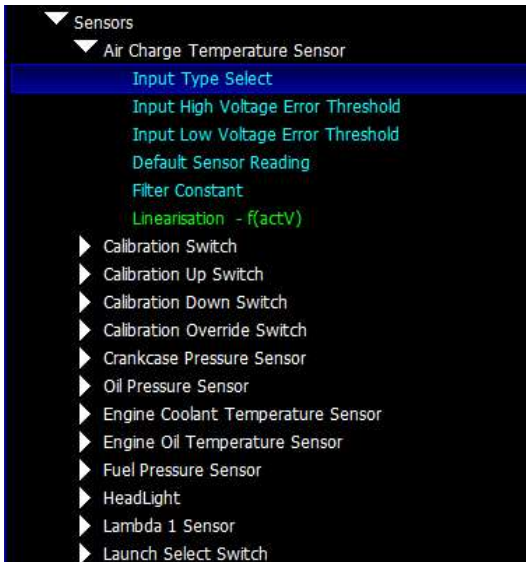 Sensors
Air Charge Temperature Sensor
Input Type Select
Input High Voltage Error Threshold
Input Low Voltage Error Threshold
Default Sensor Reading
Filter Constant
Linearisation - f(actV)
Calibration Switch
Calibration Up Switch
Calibration Down Switch
Calibration Override Switch
Crankcase Pressure Sensor
Oil Pressure Sensor
Engine Coolant Temperature Sensor
Engine Oil Temperature Sensor
Fuel Pressure Sensor
HeadLight
Lambda 1 Sensor
Launch Select Switch